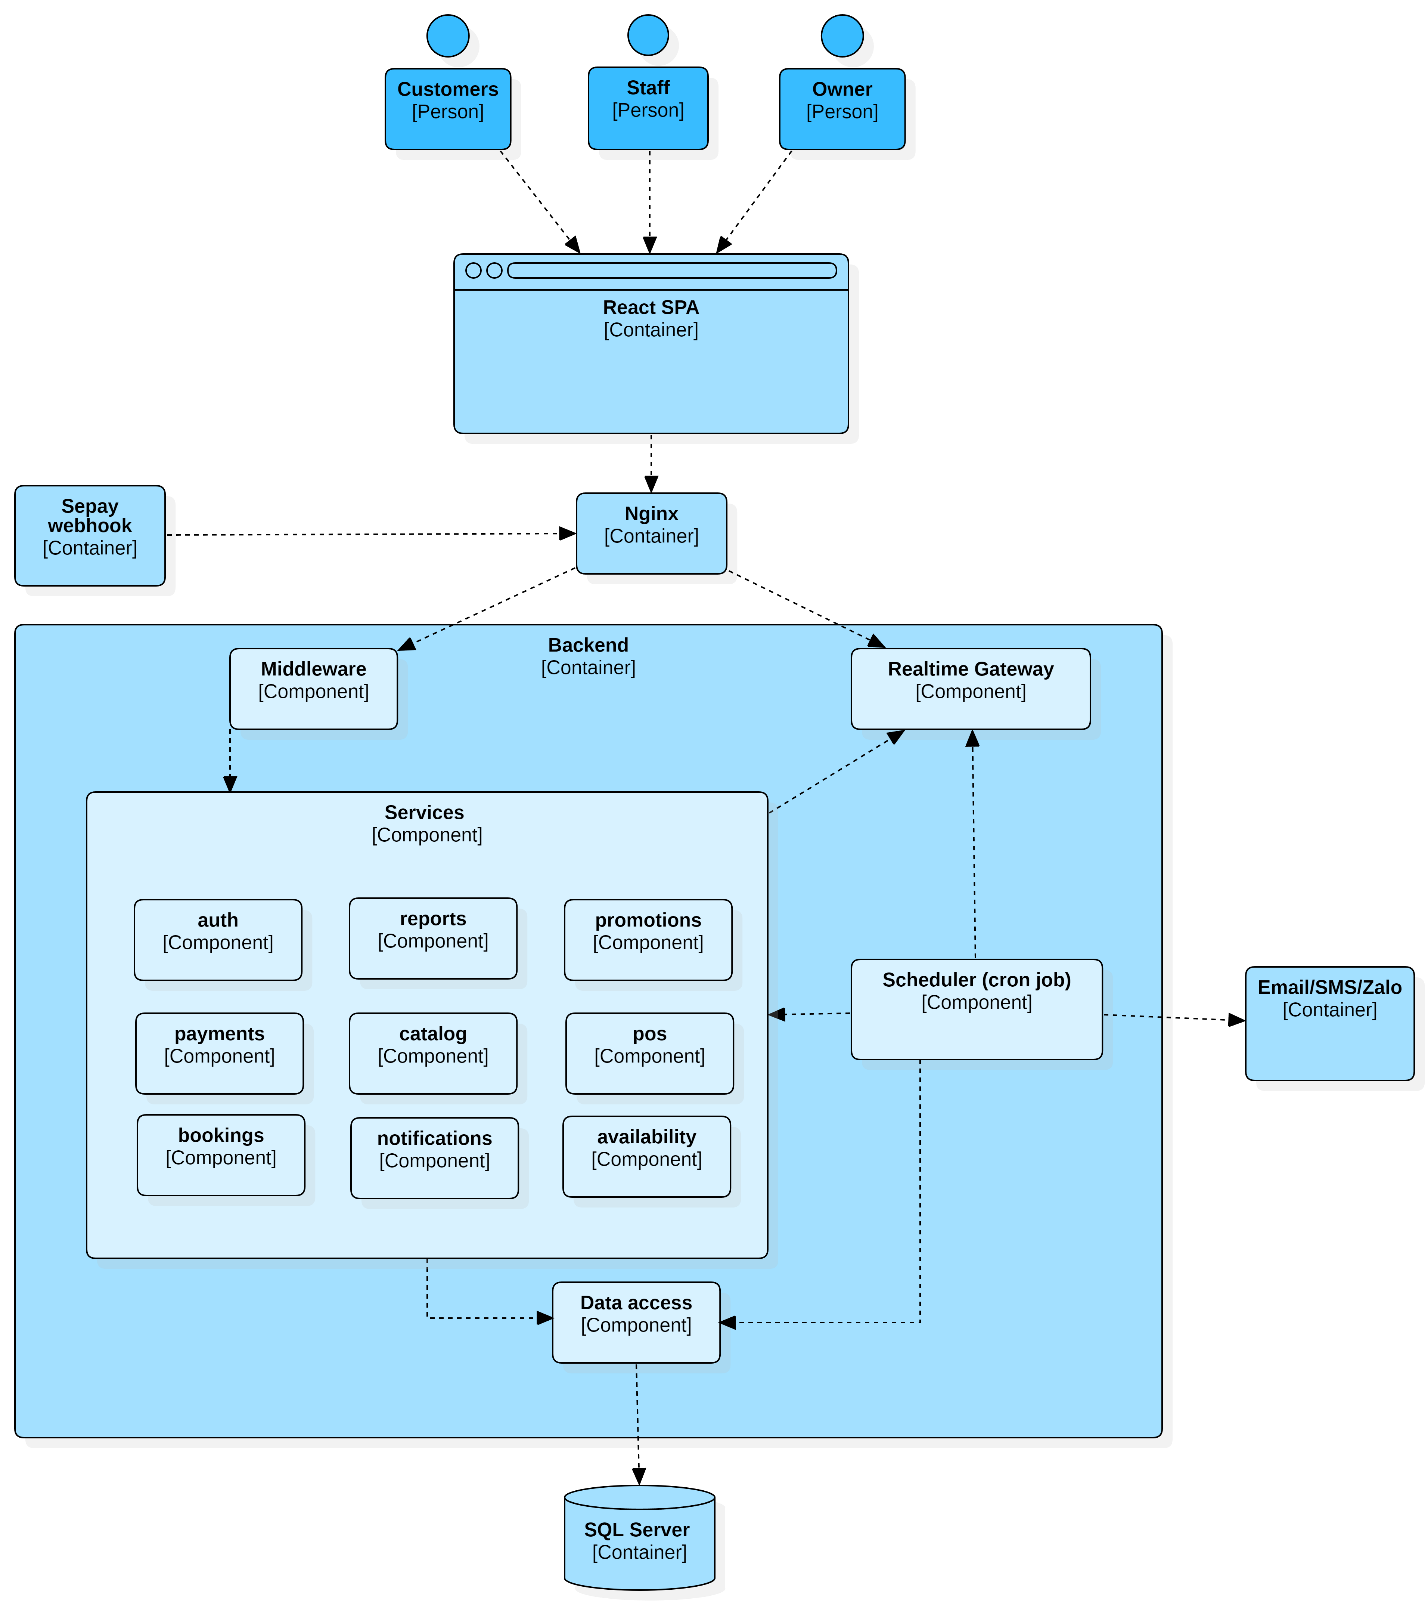 Customers
[Person]
Staff
[Person]
Owner
[Person]
React SPA
[Container]
Sepay
webhook
[Container]
Nginx
[Container]
Backend
[Container]
Middleware
[Component]
Realtime Gateway
[Component]
Services
[Component]
auth
[Component]
reports
[Component]
promotions
[Component]
payments
[Component]
catalog
[Component]
pos
[Component]
bookings
[Component]
notifications
[Component]
availability
[Component]
Scheduler (cron job)
[Component]
Email/SMS/Zalo
[Container]
Data access
[Component]
SQL Server
[Container]